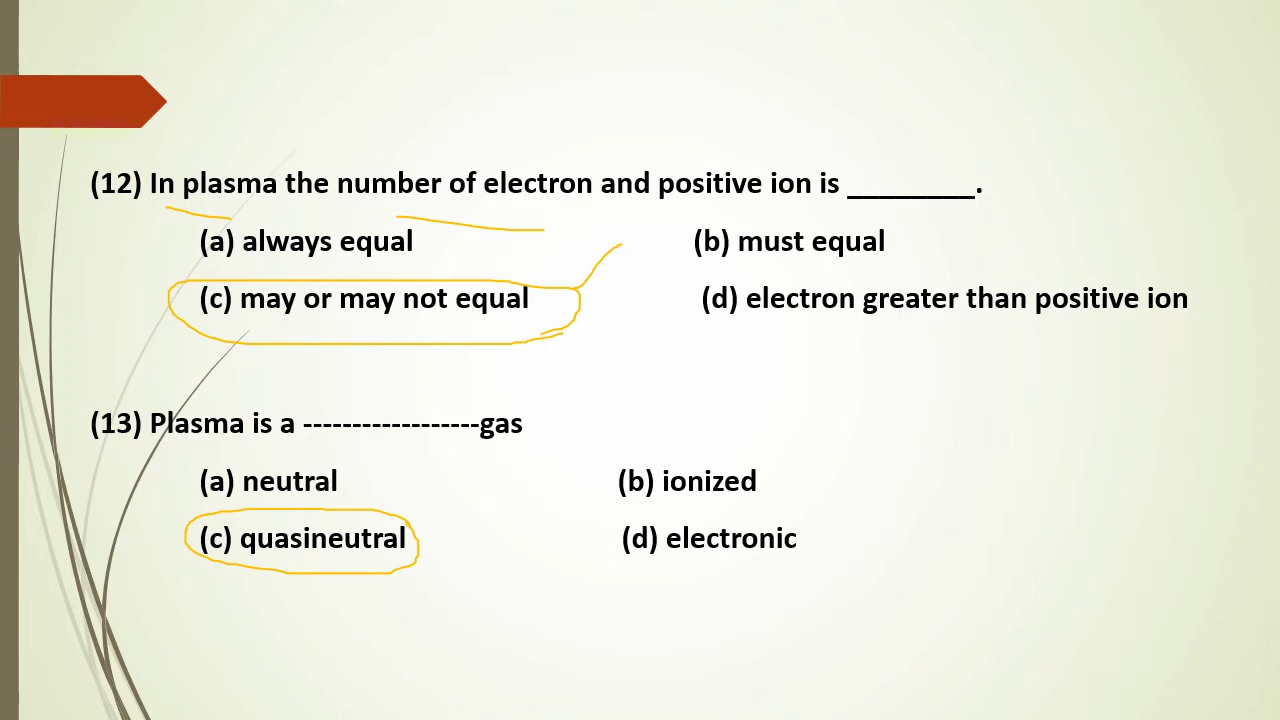 (12) In plasma the number of electron and positive ion is ________.
(a) always equal (b) must equal
(c) may or may not equal (d) electron greater than positive ion
(13) Plasma is a ------------------gas
(a) neutral (b) ionized
(c) quasineutral (d) electronic